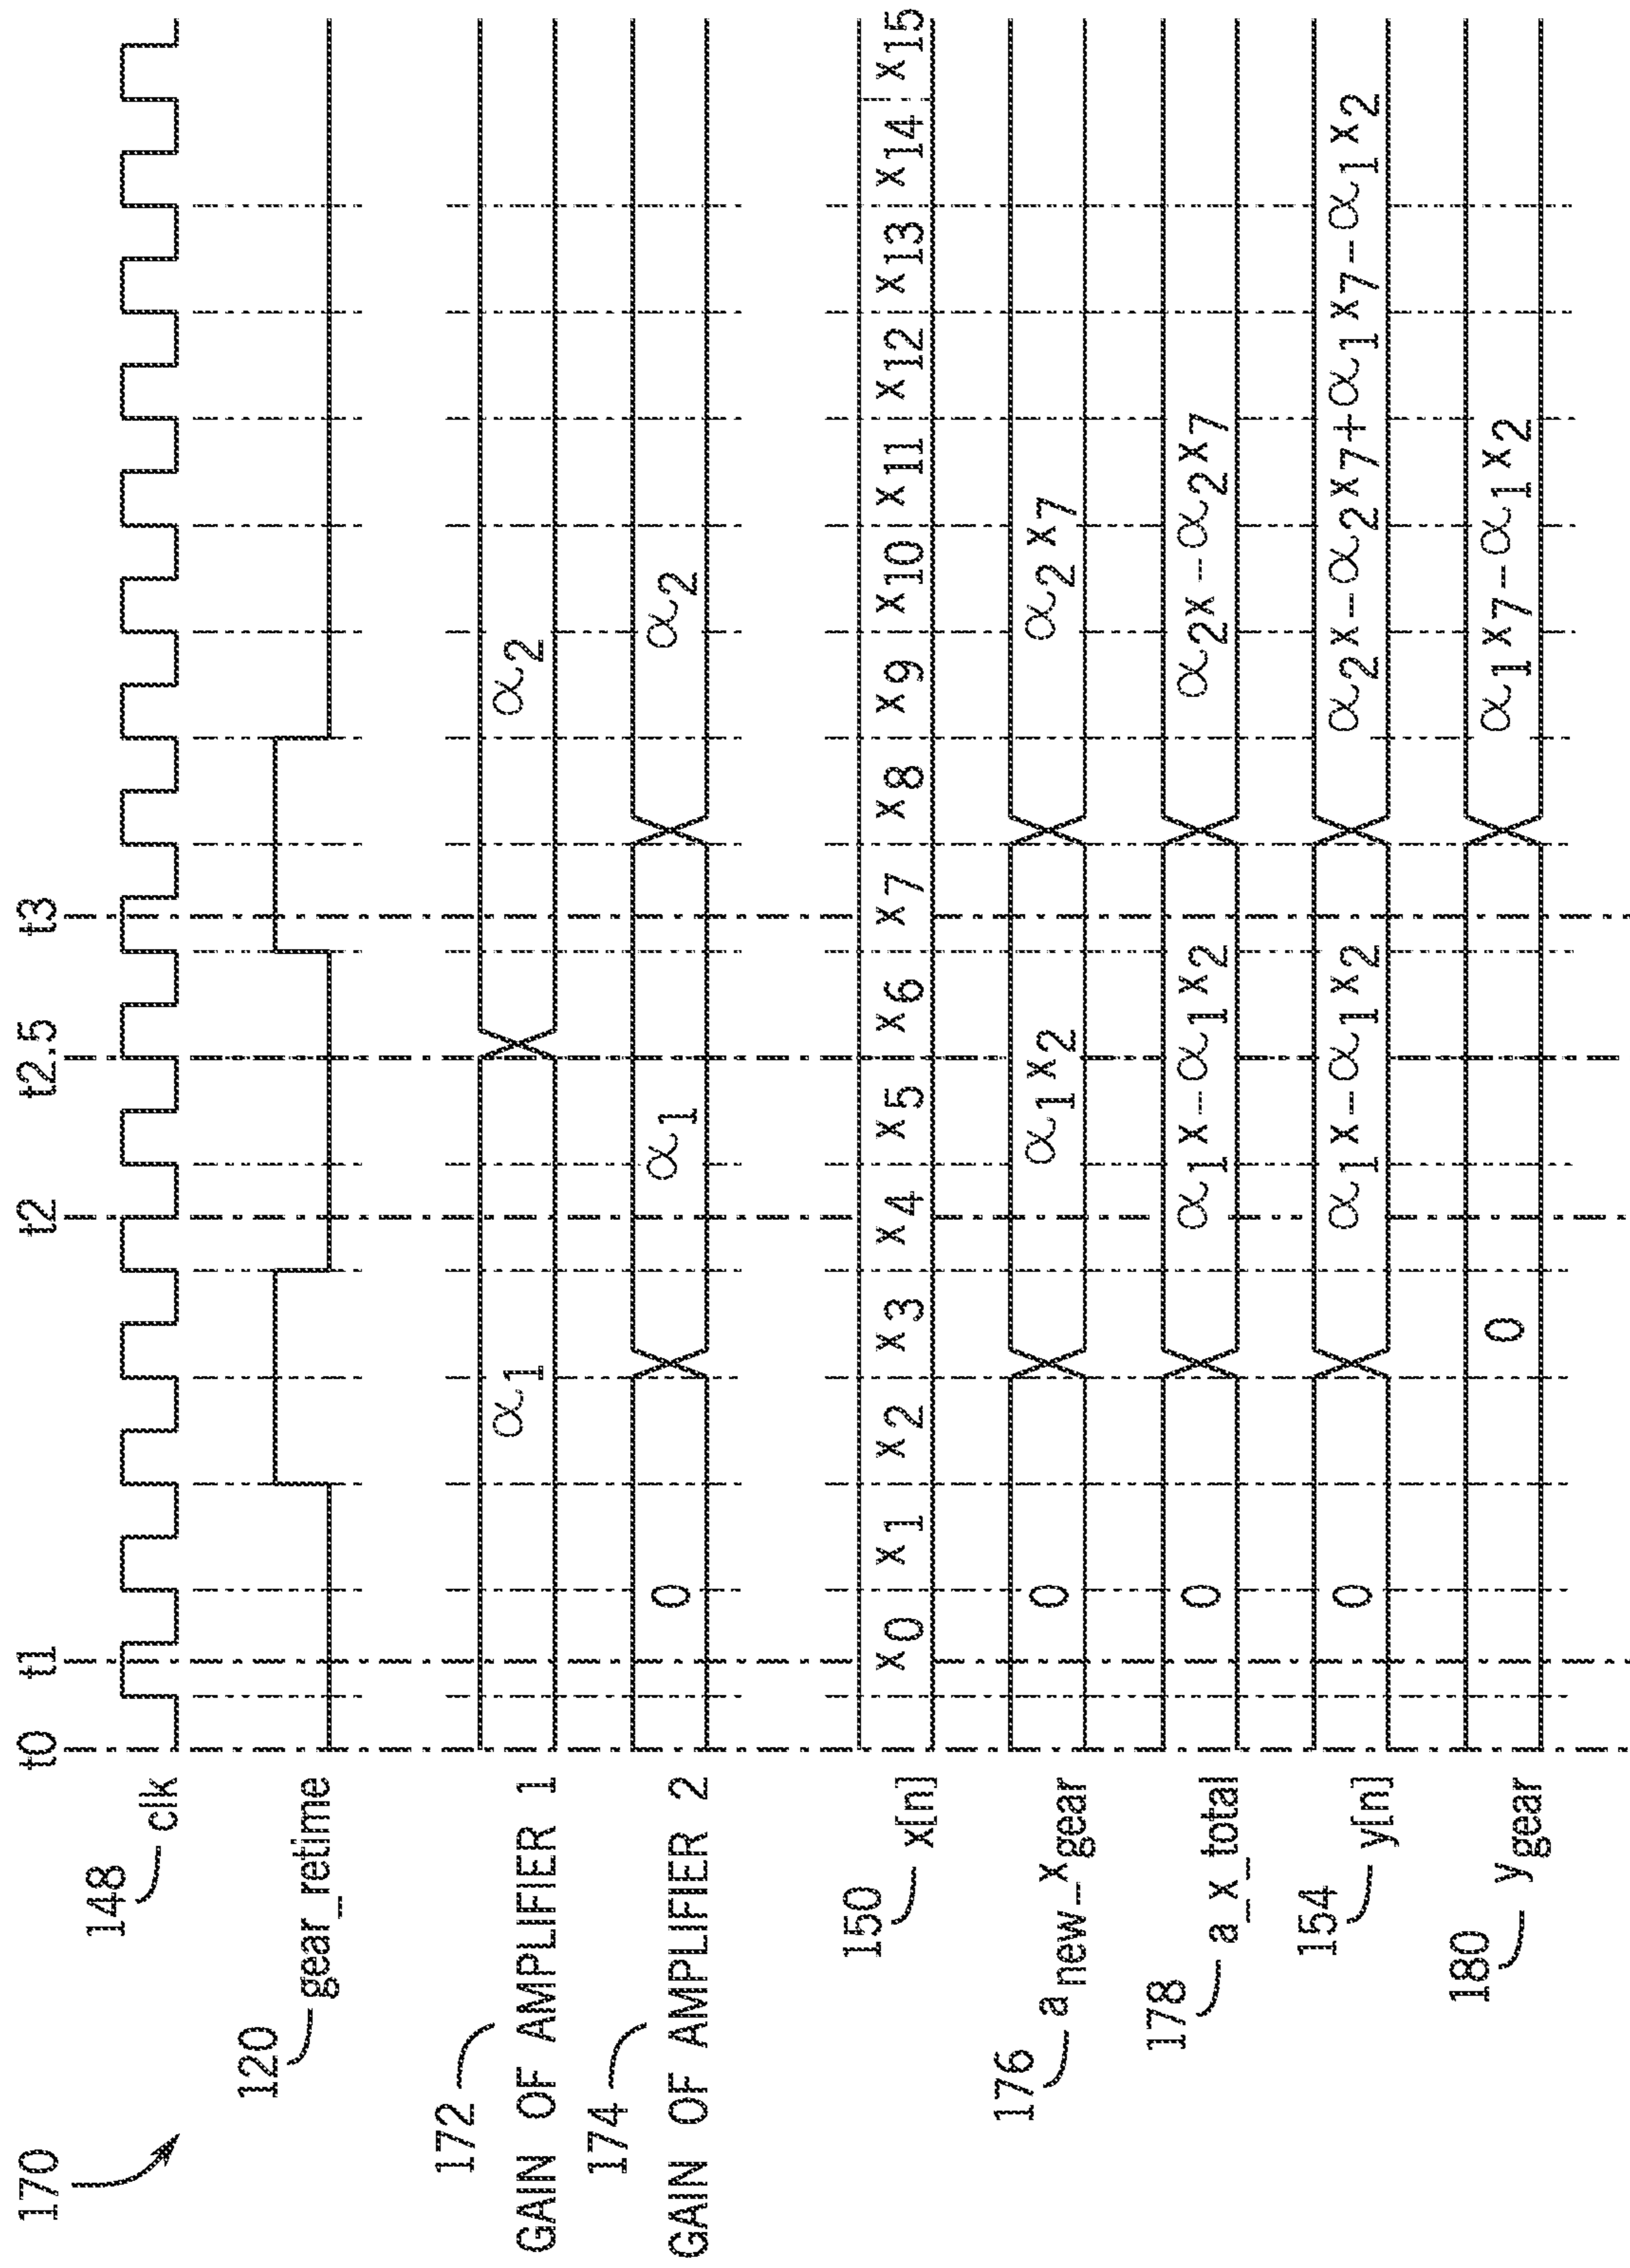 170
t0 t1 t2 t2.5 t3
148 clk
120 gear_retime
172
GAIN OF AMPLIFIER 1 α1 α2
174
GAIN OF AMPLIFIER 2 0 α1 α2
150 x[n] x0 x1 x2 x3 x4 x5 x6 x7 x8 x9 x10 x11 x12 x13 x14 x15
176 anew_xgear 0 α1x2 α2x7
178 a_x_total 0 α1x-α1x2 α2x-α2x7
154 y[n] 0 α1x-α1x2 α2x-α2x7+α1x7-α1x2
180 ygear 0 α1x7-α1x2